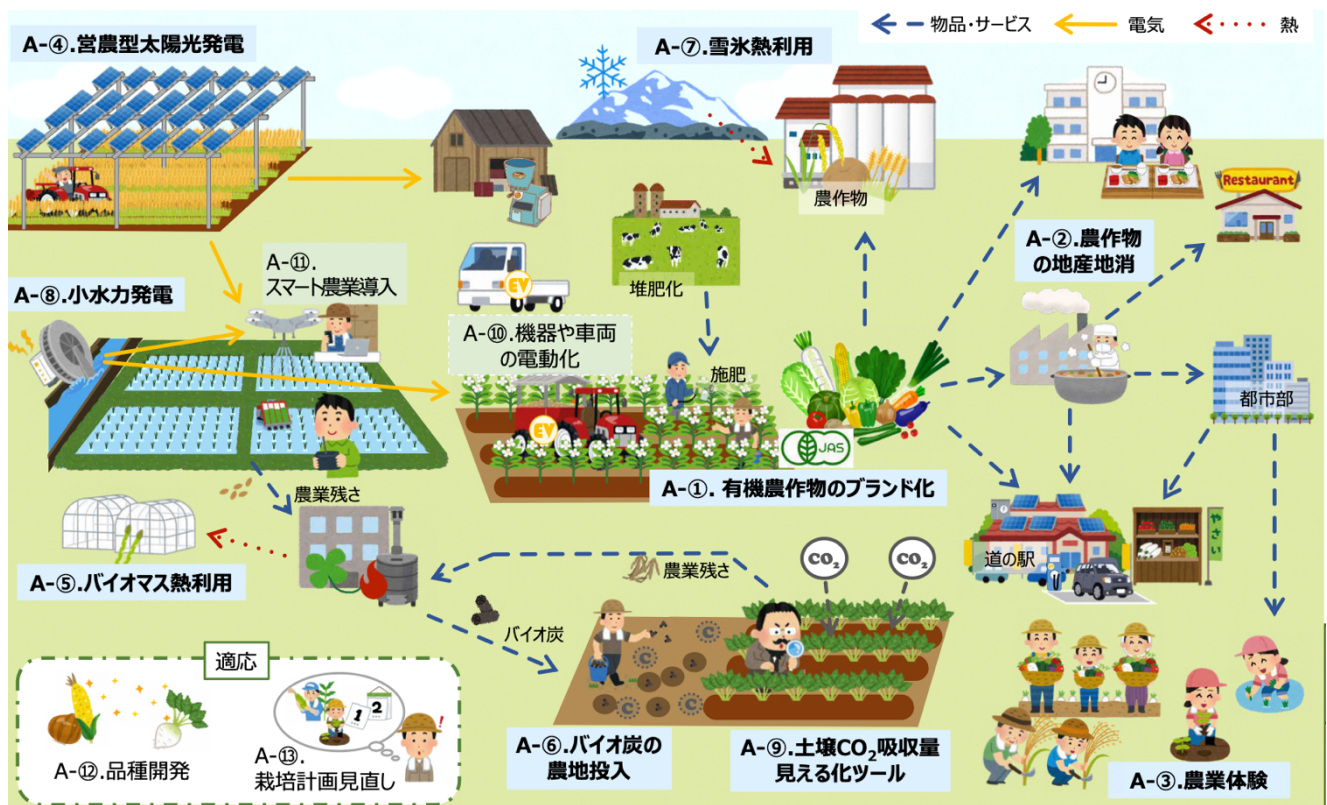 物品・サービス
電気
熱
A-④.営農型太陽光発電
A-⑦.雪氷熱利用
Restaurant
農作物
A-②.農作物
の地産地消
A-⑪.
スマート農業導入
堆肥化
A-⑧.小水力発電
EV
A-⑩.機器や車両
の電動化
施肥
都市部
EV
JAS
A-①. 有機農作物のブランド化
農業残さ
やさい
道の駅
CO₂
CO₂
農業残さ
A-⑤.バイオマス熱利用
バイオ炭
C
C
C
C
C
適応
1
2
A-⑫.品種開発
A-⑬.
栽培計画見直し
A-⑥.バイオ炭の
農地投入
A-⑨.土壌CO₂吸収量
見える化ツール
A-③.農業体験